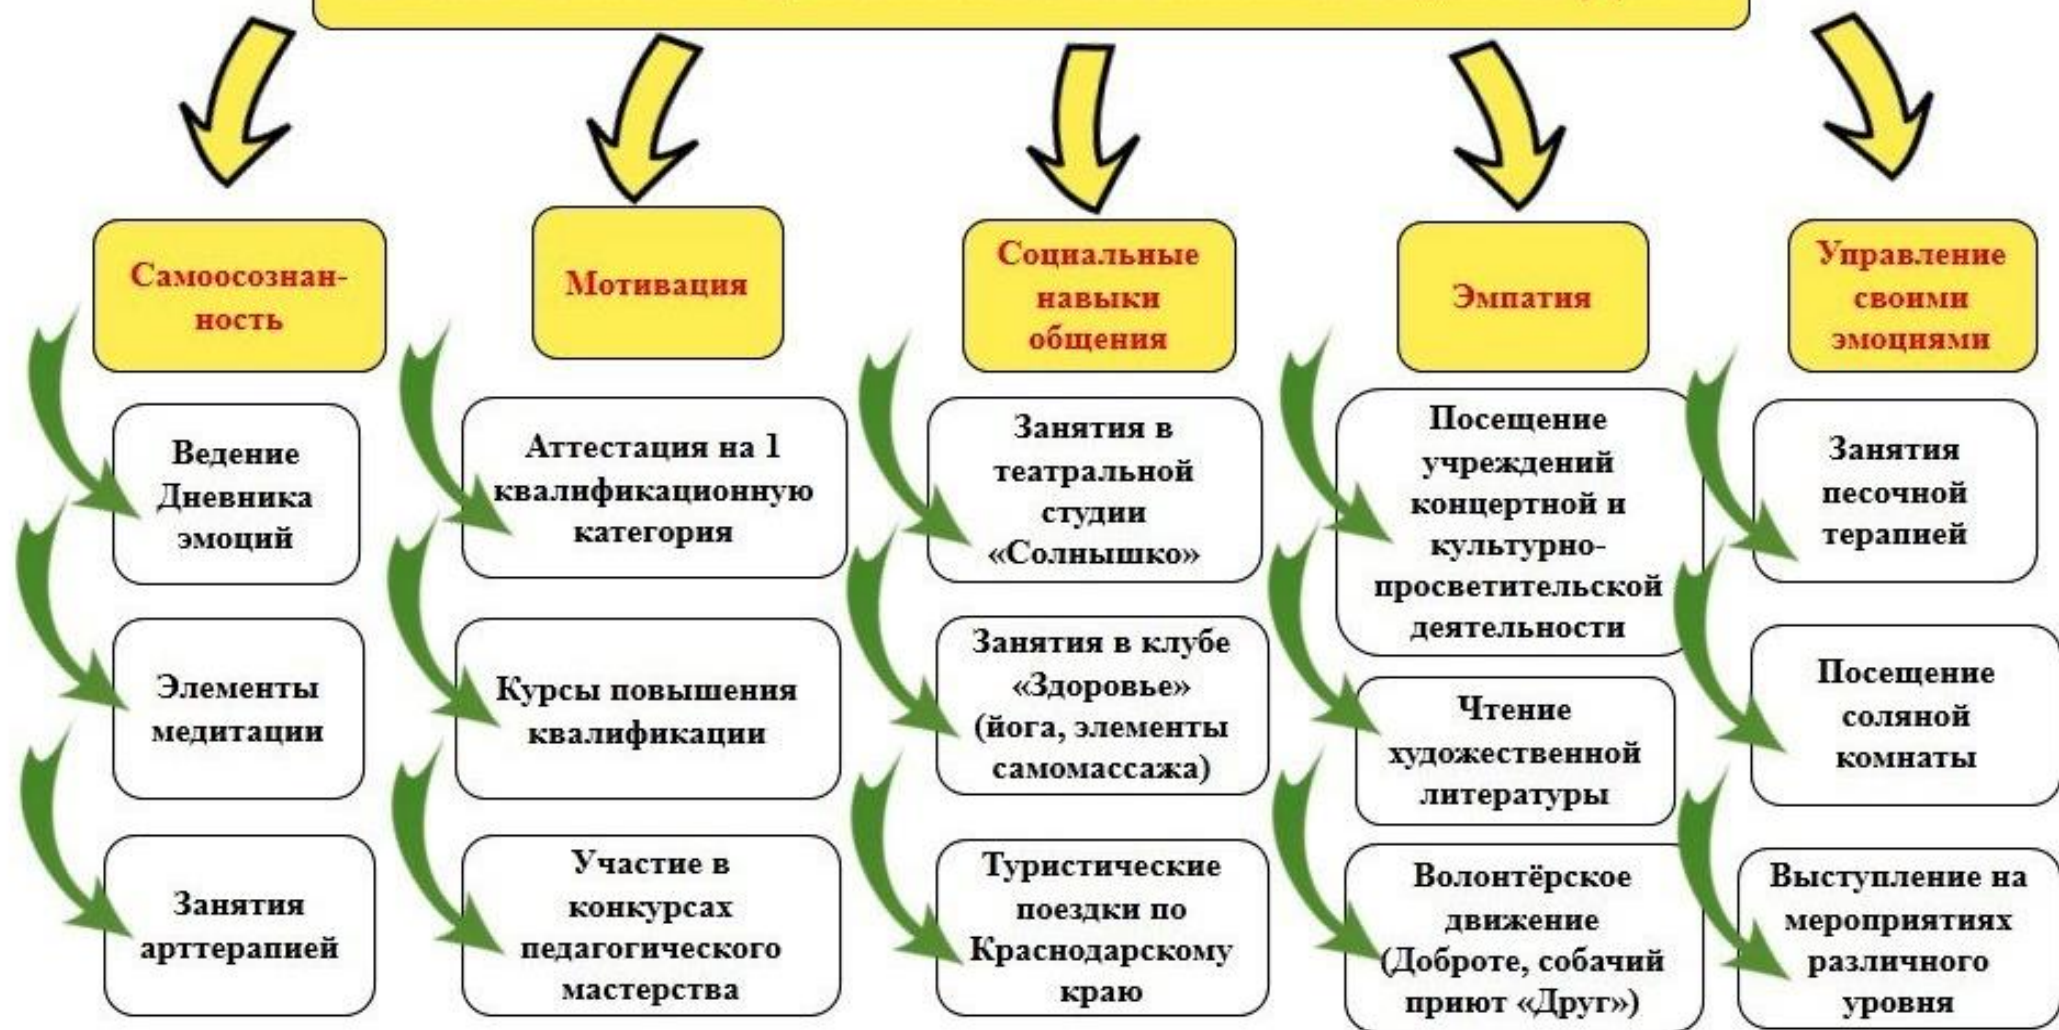 Самоосознан-
ность
Ведение
Дневника
эмоций
Элементы
медитации
Занятия
арттерапией
Мотивация
Аттестация на 1
квалификационную
категория
Курсы повышения
квалификации
Участие в
конкурсах
педагогического
мастерства
Социальные
навыки
общения
Занятия в
театральной
студии
«Солнышко»
Занятия в клубе
«Здоровье»
(йога, элементы
самомассажа)
Туристические
поездки по
Краснодарскому
краю
Эмпатия
Посещение
учреждений
концертной и
культурно-
просветительской
деятельности
Чтение
художественной
литературы
Волонтёрское
движение
(Доброте, собачий
приют «Друг»)
Управление
своими
эмоциями
Занятия
песочной
терапией
Посещение
соляной
комнаты
Выступление на
мероприятиях
различного
уровня